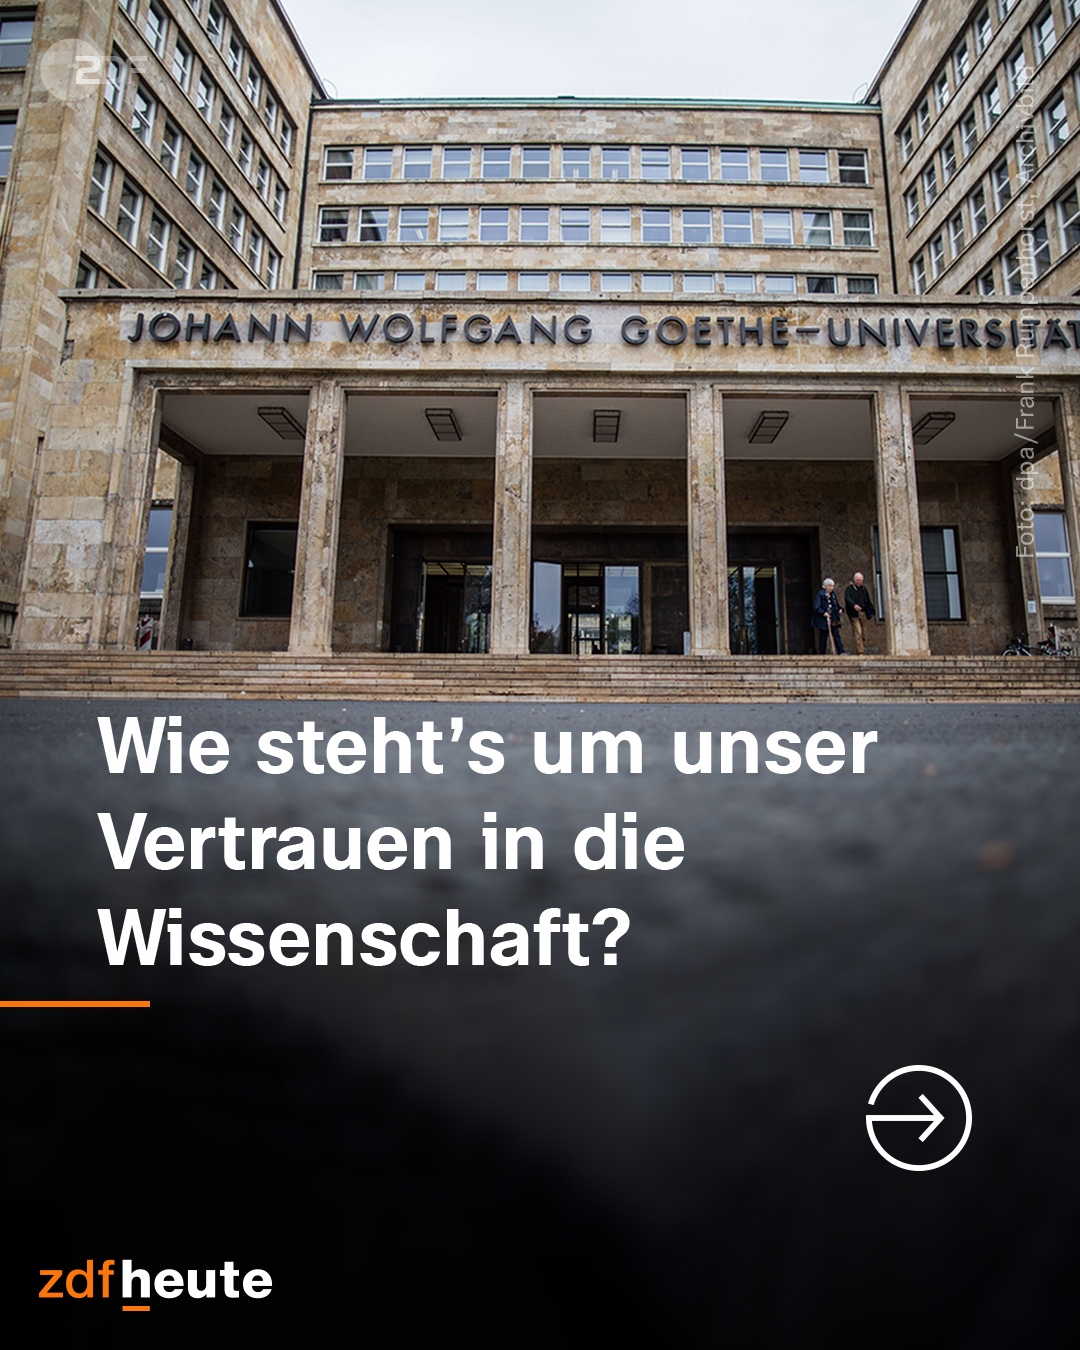 ZDF
JOHANN WOLFGANG GOETHE–UNIVERSITÄT
Foto: dpa/Frank Rumpenhorst, Archivbild
Wie steht’s um unser
Vertrauen in die
Wissenschaft?
zdfheute